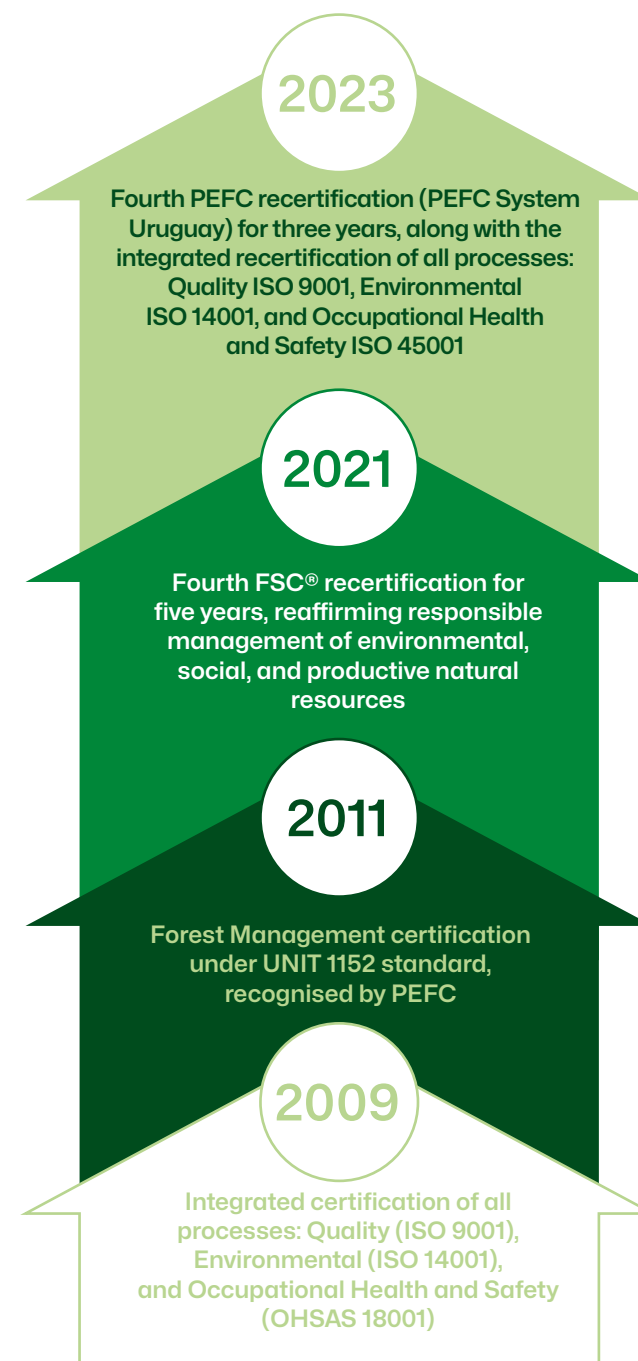 2023
Fourth PEFC recertification (PEFC System
Uruguay) for three years, along with the
integrated recertification of all processes:
Quality ISO 9001, Environmental
ISO 14001, and Occupational Health
and Safety ISO 45001
2021
Fourth FSC® recertification for
five years, reaffirming responsible
management of environmental,
social, and productive natural
resources
2011
Forest Management certification
under UNIT 1152 standard,
recognised by PEFC
2009
Integrated certification of all
processes: Quality (ISO 9001),
Environmental (ISO 14001),
and Occupational Health and Safety
(OHSAS 18001)